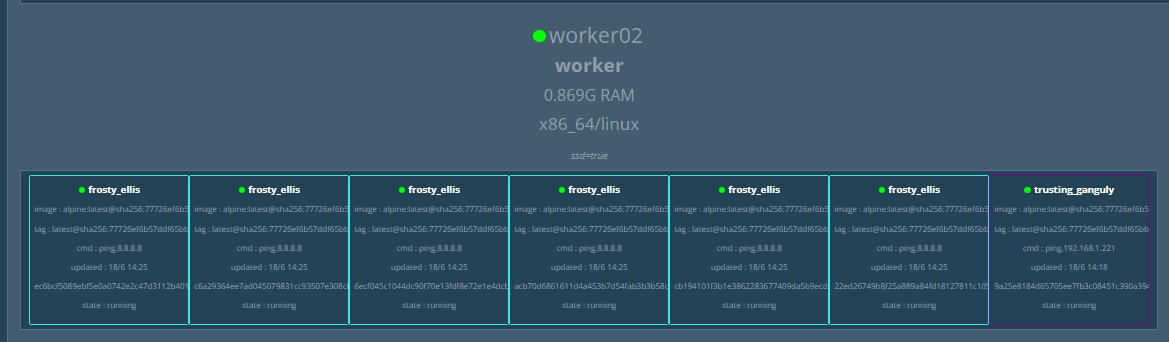 worker02
worker
0.869G RAM
x86_64/linux
ssd=true
frosty_ellis
image : alpine:latest@sha256:77726ef6b5
tag : latest@sha256:77726ef6b57ddf65bb
cmd : ping,8.8.8.8
updated : 18/6 14:25
ec6bcf5089ebf5e0a0742e2c47d3112b401
state : running
frosty_ellis
image : alpine:latest@sha256:77726ef6b5
tag : latest@sha256:77726ef6b57ddf65bb
cmd : ping,8.8.8.8
updated : 18/6 14:25
c6a29364ee7ad045079831cc93507e308cf
state : running
frosty_ellis
image : alpine:latest@sha256:77726ef6b5
tag : latest@sha256:77726ef6b57ddf65bb
cmd : ping,8.8.8.8
updated : 18/6 14:25
6ecf045c1044dc90f70e13fdf8e72e1e4dcb
state : running
frosty_ellis
image : alpine:latest@sha256:77726ef6b5
tag : latest@sha256:77726ef6b57ddf65bb
cmd : ping,8.8.8.8
updated : 18/6 14:25
acb70d6861611d4a453b7d54fab3b3b58c
state : running
frosty_ellis
image : alpine:latest@sha256:77726ef6b5
tag : latest@sha256:77726ef6b57ddf65bb
cmd : ping,8.8.8.8
updated : 18/6 14:25
cb194101f3b1e3862283677409da5b9ecd
state : running
frosty_ellis
image : alpine:latest@sha256:77726ef6b5
tag : latest@sha256:77726ef6b57ddf65bb
cmd : ping,8.8.8.8
updated : 18/6 14:25
22ed26749b8f25a889a84fd18127811c105
state : running
trusting_ganguly
image : alpine:latest@sha256:77726ef6b5
tag : latest@sha256:77726ef6b57ddf65bb
cmd : ping,192.168.1.221
updated : 18/6 14:18
9a25e8184d65705ee7fb3c08451c390a394
state : running